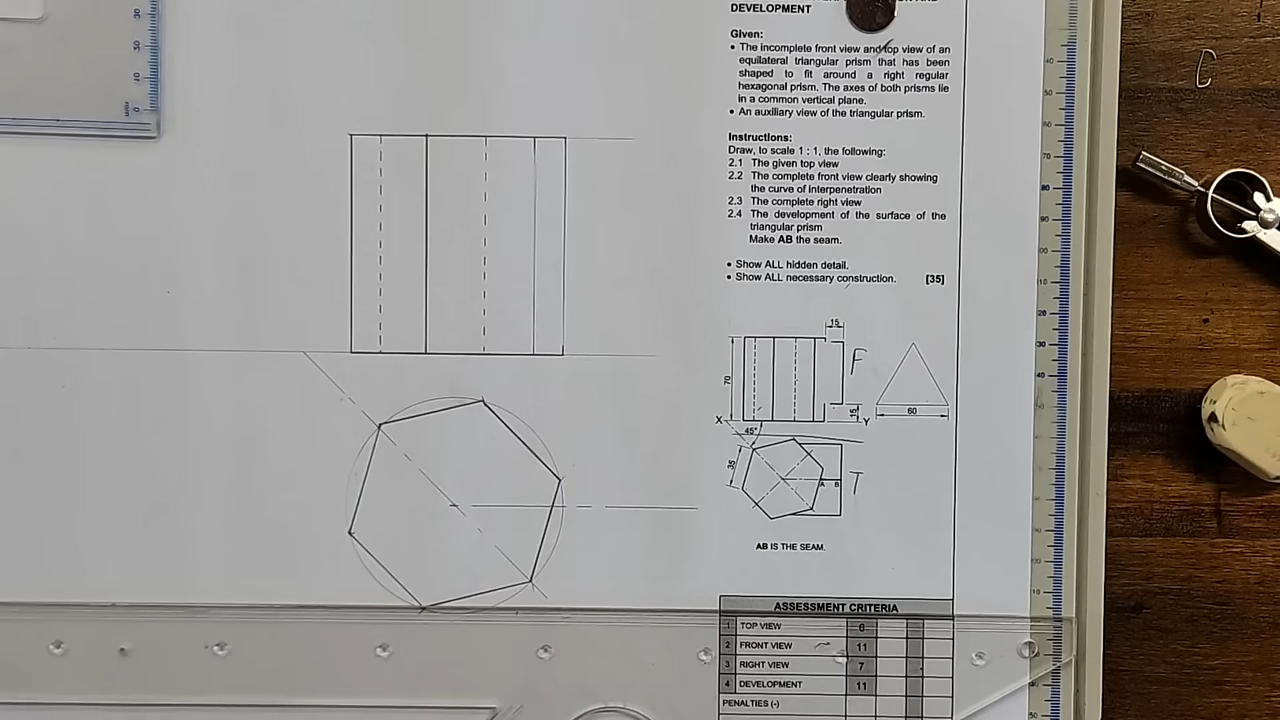 DEVELOPMENT
Given:
• The incomplete front view and top view of an
equilateral triangular prism that has been
shaped to fit around a right regular
hexagonal prism. The axes of both prisms lie
in a common vertical plane.
• An auxiliary view of the triangular prism.
Instructions:
Draw, to scale 1 : 1, the following:
2.1 The given top view
2.2 The complete front view clearly showing
the curve of interpenetration
2.3 The complete right view
2.4 The development of the surface of the
triangular prism
Make AB the seam.
• Show ALL hidden detail.
• Show ALL necessary construction. [35]
15
70
F
15
60
X
Y
45°
35
A
B
T
AB IS THE SEAM.
ASSESSMENT CRITERIA
1 TOP VIEW 6
2 FRONT VIEW 11
3 RIGHT VIEW 7
4 DEVELOPMENT 11
PENALTIES (-)